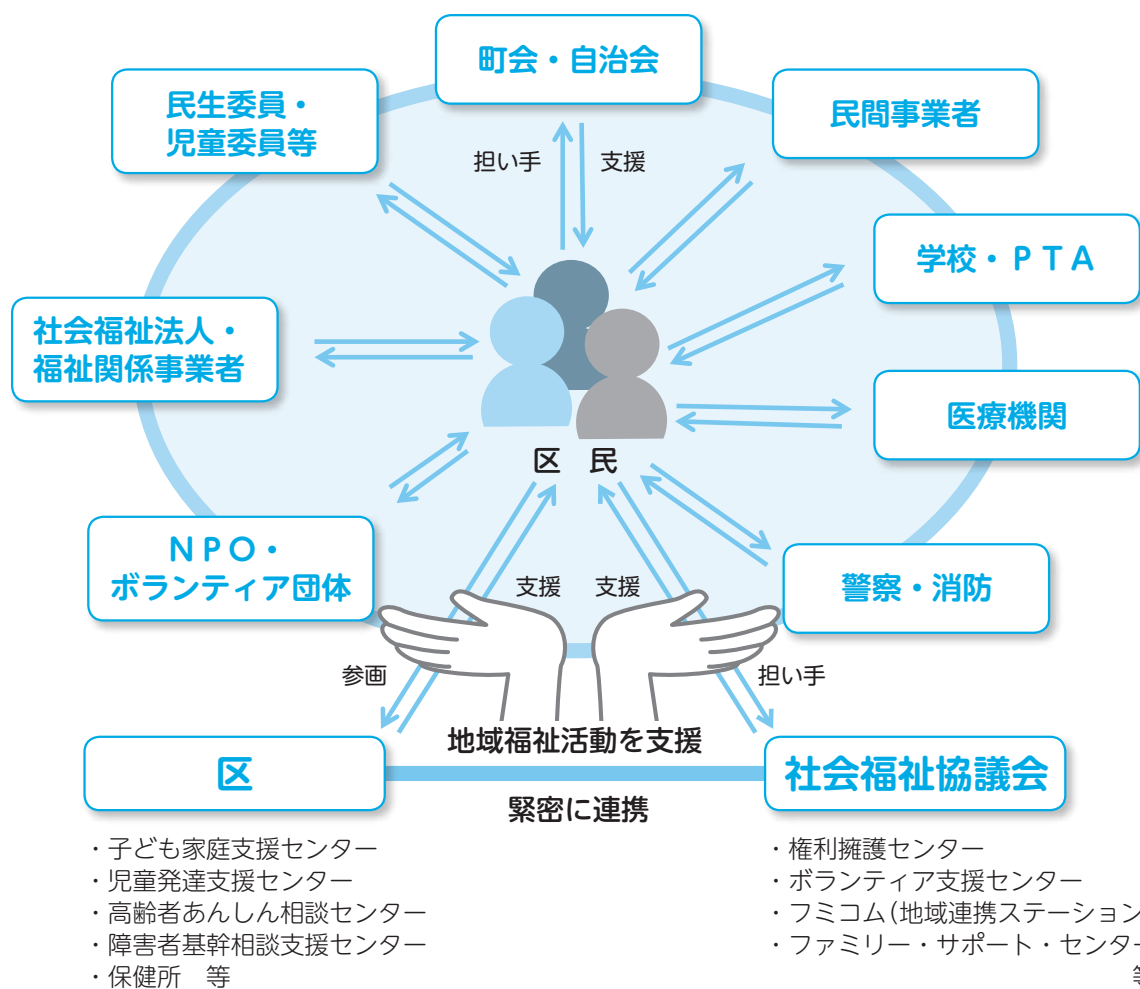 町会・自治会
民生委員・
児童委員等
民間事業者
担い手
支援
学校・ＰＴＡ
社会福祉法人・
福祉関係事業者
医療機関
区 民
ＮＰＯ・
ボランティア団体
警察・消防
支援
支援
参画
担い手
地域福祉活動を支援
区
社会福祉協議会
緊密に連携
・子ども家庭支援センター
・児童発達支援センター
・高齢者あんしん相談センター
・障害者基幹相談支援センター
・保健所　等
・権利擁護センター
・ボランティア支援センター
・フミコム(地域連携ステーション
・ファミリー・サポート・センター
等